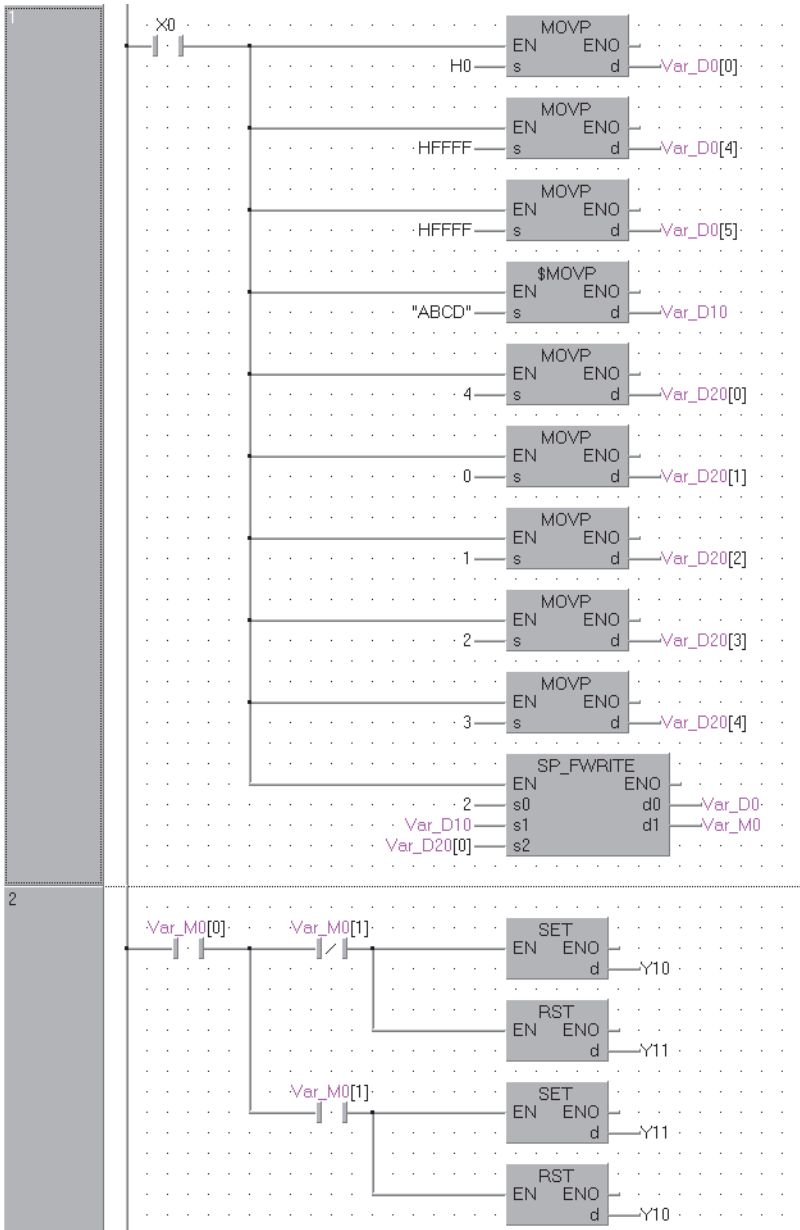 1
X0
MOVP
EN ENO
H0 s d Var_D0[0]
MOVP
EN ENO
HFFFF s d Var_D0[4]
MOVP
EN ENO
HFFFF s d Var_D0[5]
$MOVP
EN ENO
"ABCD" s d Var_D10
MOVP
EN ENO
4 s d Var_D20[0]
MOVP
EN ENO
0 s d Var_D20[1]
MOVP
EN ENO
1 s d Var_D20[2]
MOVP
EN ENO
2 s d Var_D20[3]
MOVP
EN ENO
3 s d Var_D20[4]
SP_FWRITE
EN ENO
2 s0 d0 Var_D0
Var_D10 s1 d1 Var_M0
Var_D20[0] s2
2
Var_M0[0] Var_M0[1]
SET
EN ENO
d Y10
RST
EN ENO
d Y11
Var_M0[1]
SET
EN ENO
d Y11
RST
EN ENO
d Y10